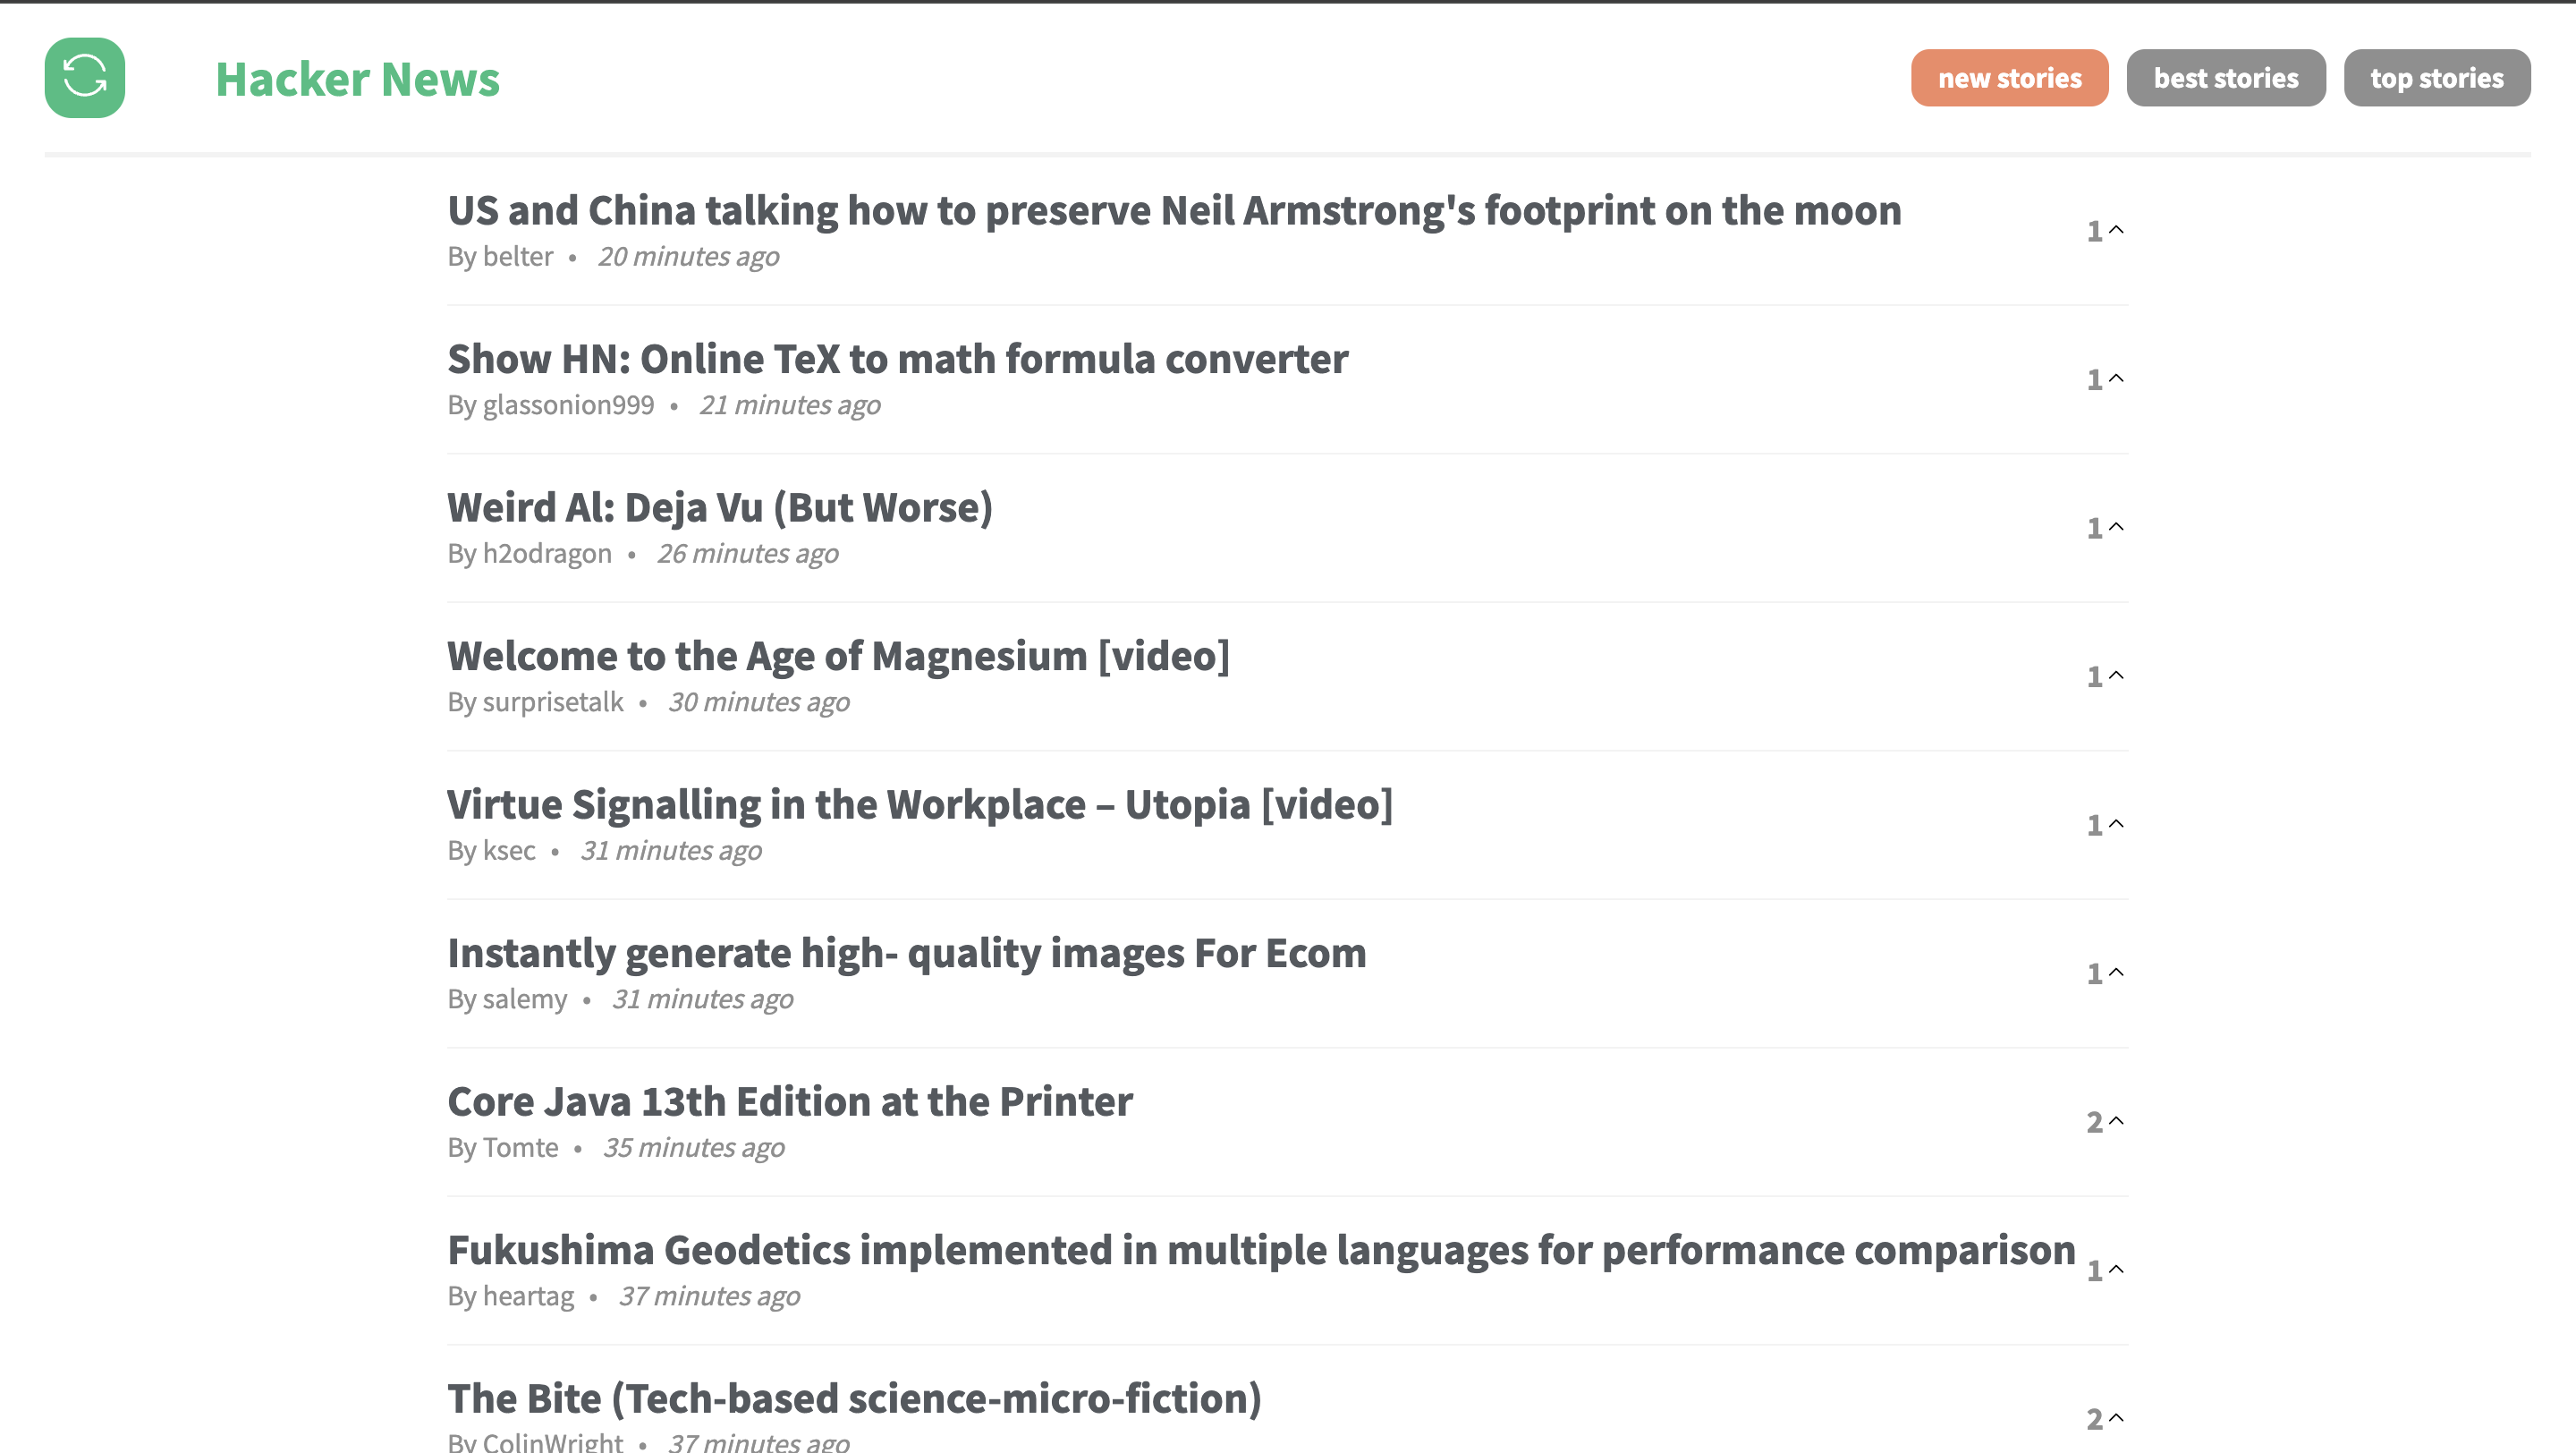 Hacker News
new stories
best stories
top stories
US and China talking how to preserve Neil Armstrong's footprint on the moon
By belter • 20 minutes ago
1
Show HN: Online TeX to math formula converter
By glassonion999 • 21 minutes ago
1
Weird Al: Deja Vu (But Worse)
By h2odragon • 26 minutes ago
1
Welcome to the Age of Magnesium [video]
By surprisetalk • 30 minutes ago
1
Virtue Signalling in the Workplace – Utopia [video]
By ksec • 31 minutes ago
1
Instantly generate high- quality images For Ecom
By salemy • 31 minutes ago
1
Core Java 13th Edition at the Printer
By Tomte • 35 minutes ago
2
Fukushima Geodetics implemented in multiple languages for performance comparison
By heartag • 37 minutes ago
1
The Bite (Tech-based science-micro-fiction)
By ColinWright • 37 minutes ago
2